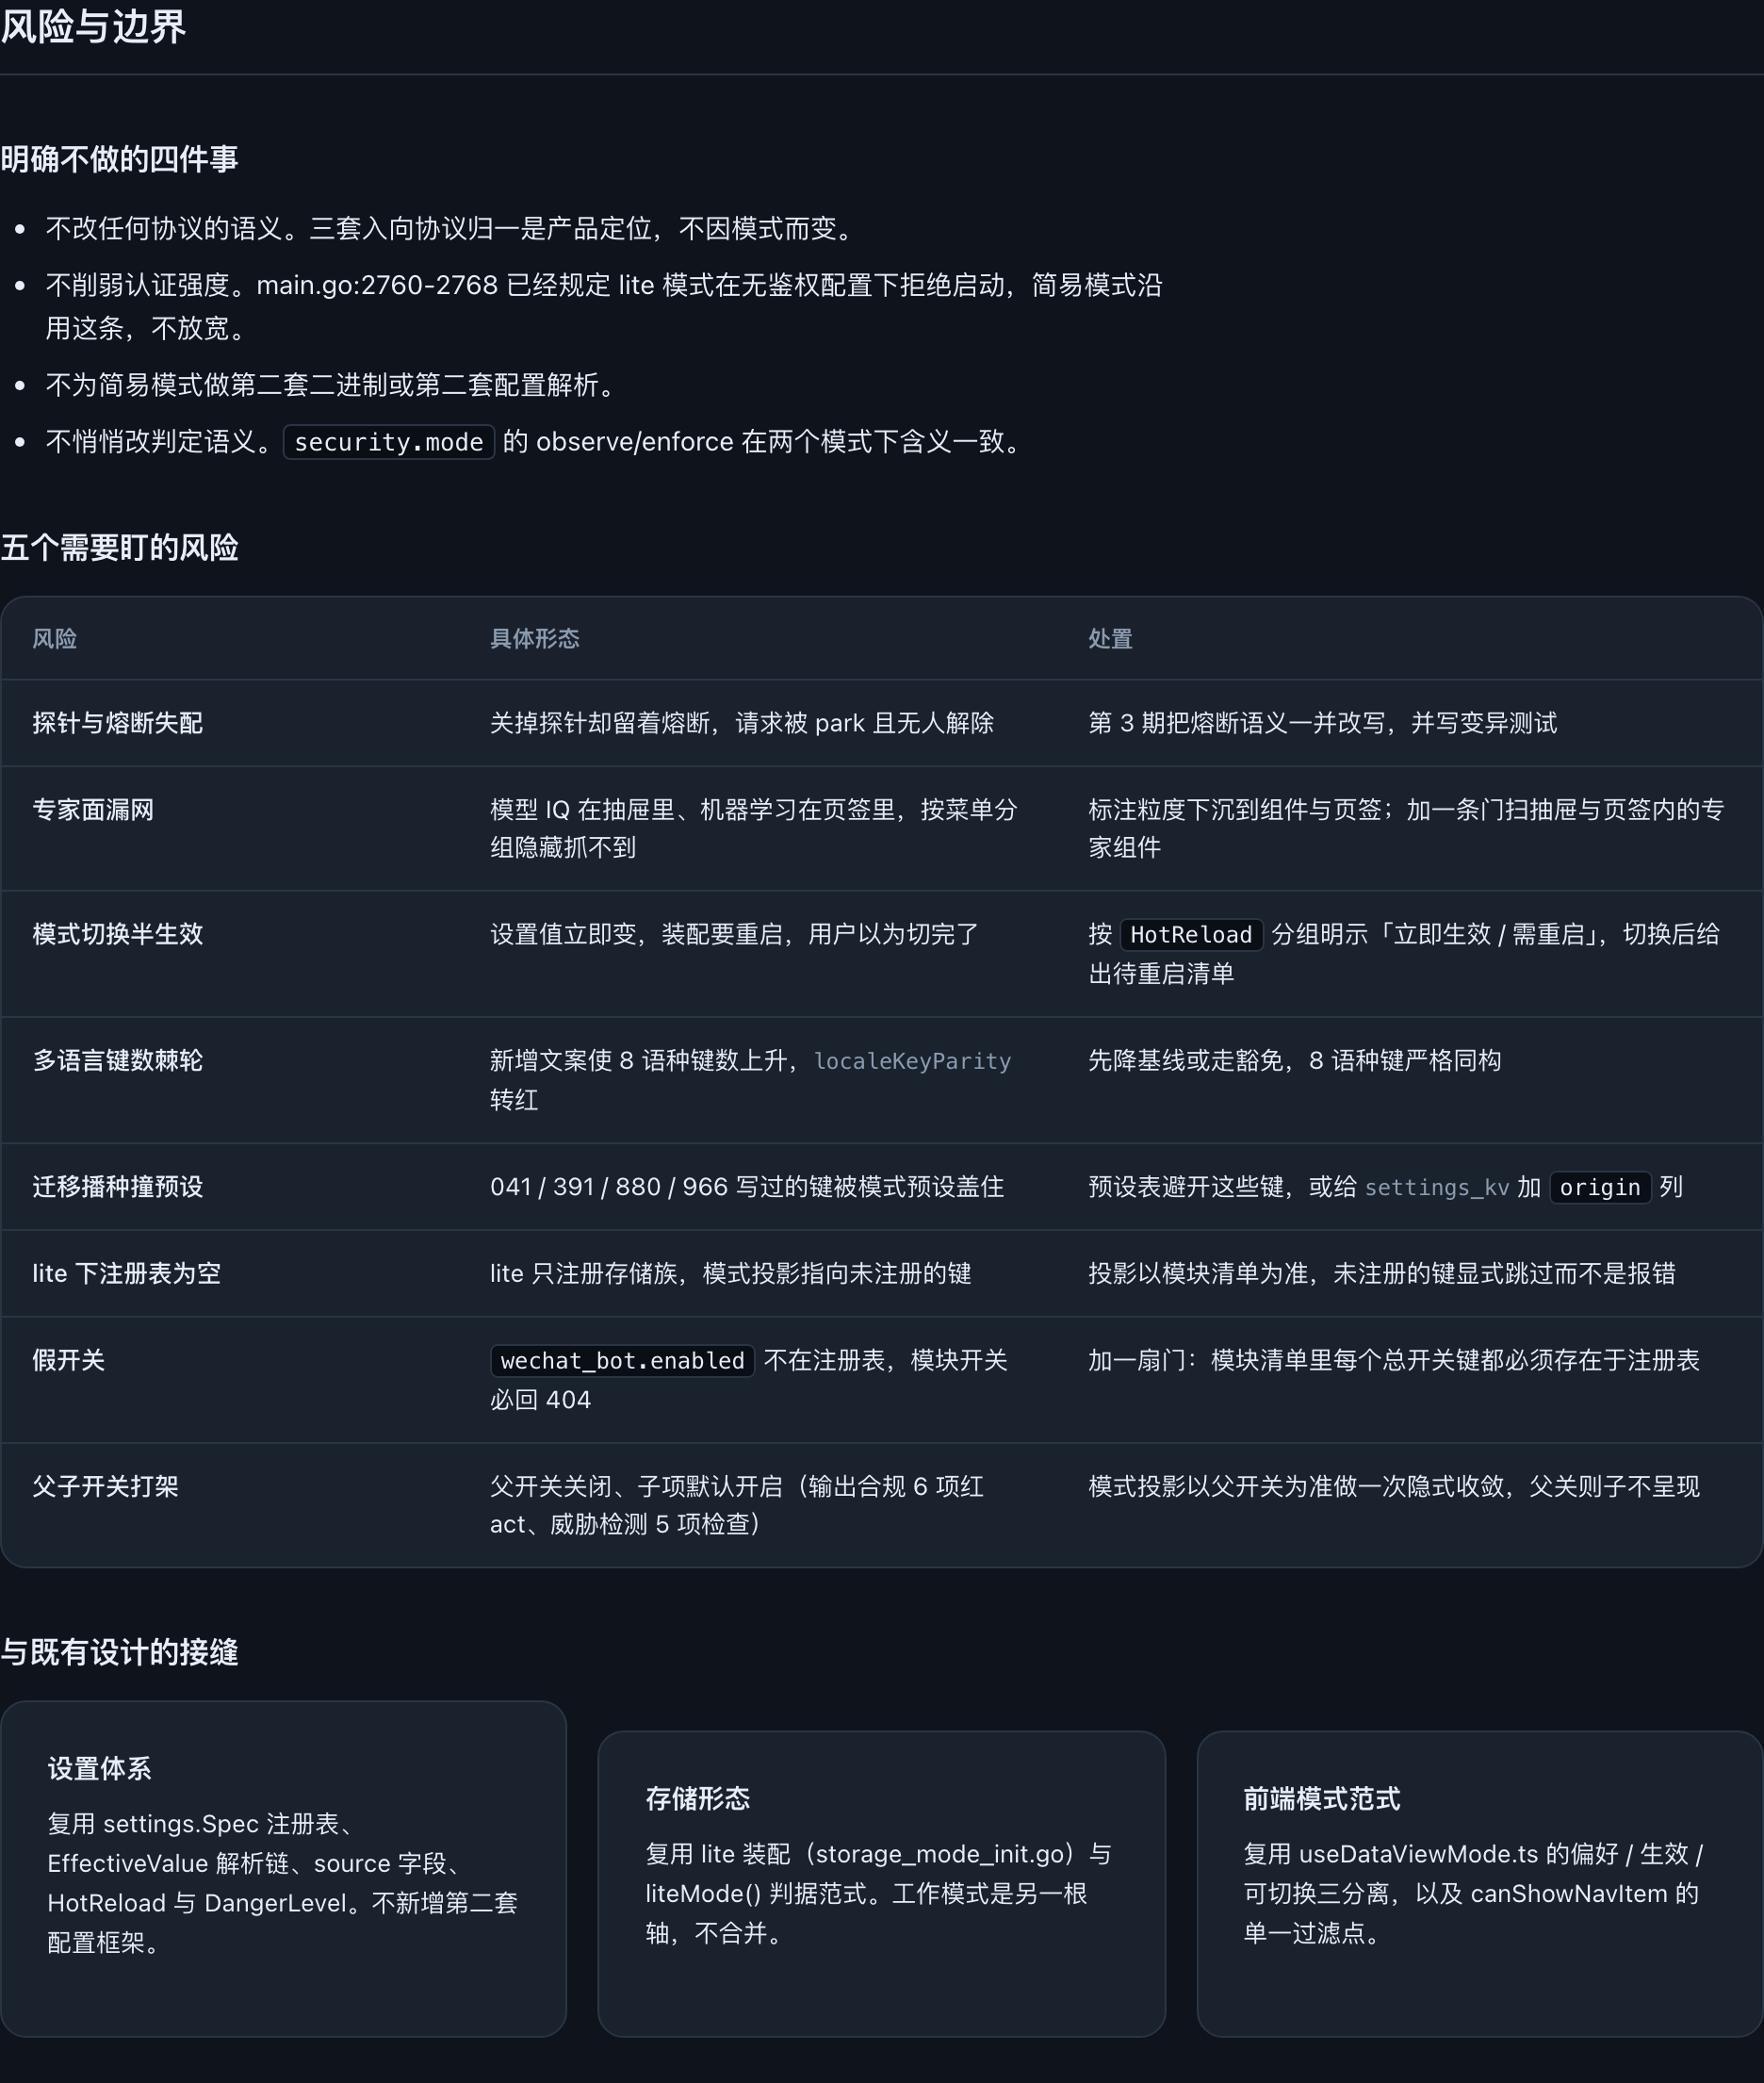 风险与边界
明确不做的四件事
不改任何协议的语义。三套入向协议归一是产品定位，不因模式而变。
不削弱认证强度。main.go:2760-2768 已经规定 lite 模式在无鉴权配置下拒绝启动，简易模式沿
用这条，不放宽。
不为简易模式做第二套二进制或第二套配置解析。
不悄悄改判定语义。security.mode 的 observe/enforce 在两个模式下含义一致。
五个需要盯的风险
风险 具体形态 处置
探针与熔断失配 关掉探针却留着熔断，请求被 park 且无人解除 第 3 期把熔断语义一并改写，并写变异测试
专家面漏网 模型 IQ 在抽屉里、机器学习在页签里，按菜单分 标注粒度下沉到组件与页签；加一条门扫抽屉与页签内的专
组隐藏抓不到 家组件
模式切换半生效 设置值立即变，装配要重启，用户以为切完了 按 HotReload 分组明示「立即生效 / 需重启」，切换后给
出待重启清单
多语言键数棘轮 新增文案使 8 语种键数上升，localeKeyParity 先降基线或走豁免，8 语种键严格同构
转红
迁移播种撞预设 041 / 391 / 880 / 966 写过的键被模式预设盖住 预设表避开这些键，或给 settings_kv 加 origin 列
lite 下注册表为空 lite 只注册存储族，模式投影指向未注册的键 投影以模块清单为准，未注册的键显式跳过而不是报错
假开关 wechat_bot.enabled 不在注册表，模块开关 加一扇门：模块清单里每个总开关键都必须存在于注册表
必回 404
父子开关打架 父开关关闭、子项默认开启（输出合规 6 项红 模式投影以父开关为准做一次隐式收敛，父关则子不呈现
act、威胁检测 5 项检查）
与既有设计的接缝
设置体系
复用 settings.Spec 注册表、
EffectiveValue 解析链、source 字段、
HotReload 与 DangerLevel。不新增第二套
配置框架。
存储形态
复用 lite 装配（storage_mode_init.go）与
liteMode() 判据范式。工作模式是另一根
轴，不合并。
前端模式范式
复用 useDataViewMode.ts 的偏好 / 生效 /
可切换三分离，以及 canShowNavItem 的
单一过滤点。